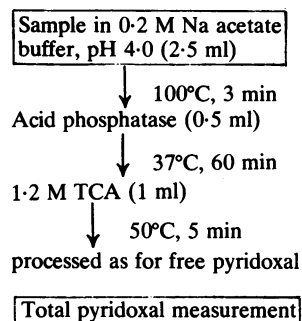 Sample in 0·2 M Na acetate
buffer, pH 4·0 (2·5 ml)
100°C, 3 min
Acid phosphatase (0·5 ml)
37°C, 60 min
1·2 M TCA (1 ml)
50°C, 5 min
processed as for free pyridoxal
Total pyridoxal measurement